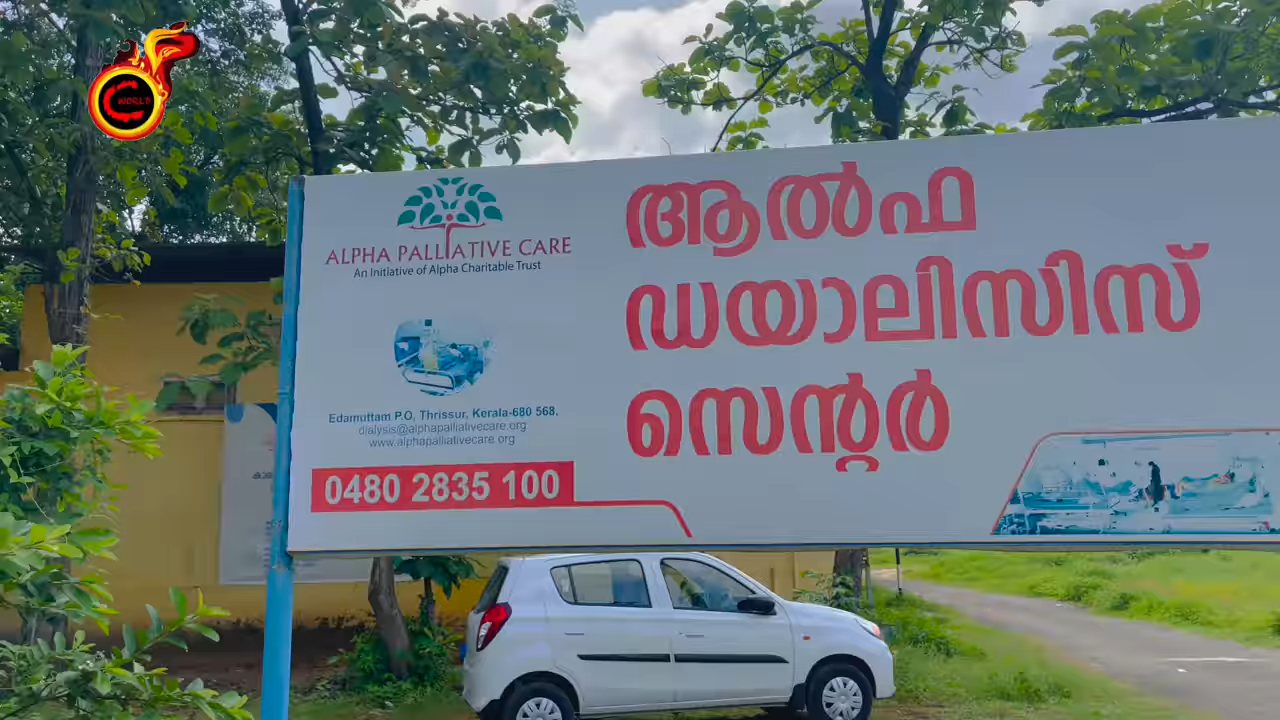 C WORLD
ALPHA PALLIATIVE CARE
An Initiative of Alpha Charitable Trust
Edamuttam P.O, Thrissur, Kerala-680 568.
dialysis@alphapalliativecare.org
www.alphapalliativecare.org
0480 2835 100
ആൽഫ
ഡയാലിസിസ്
സെന്റർ